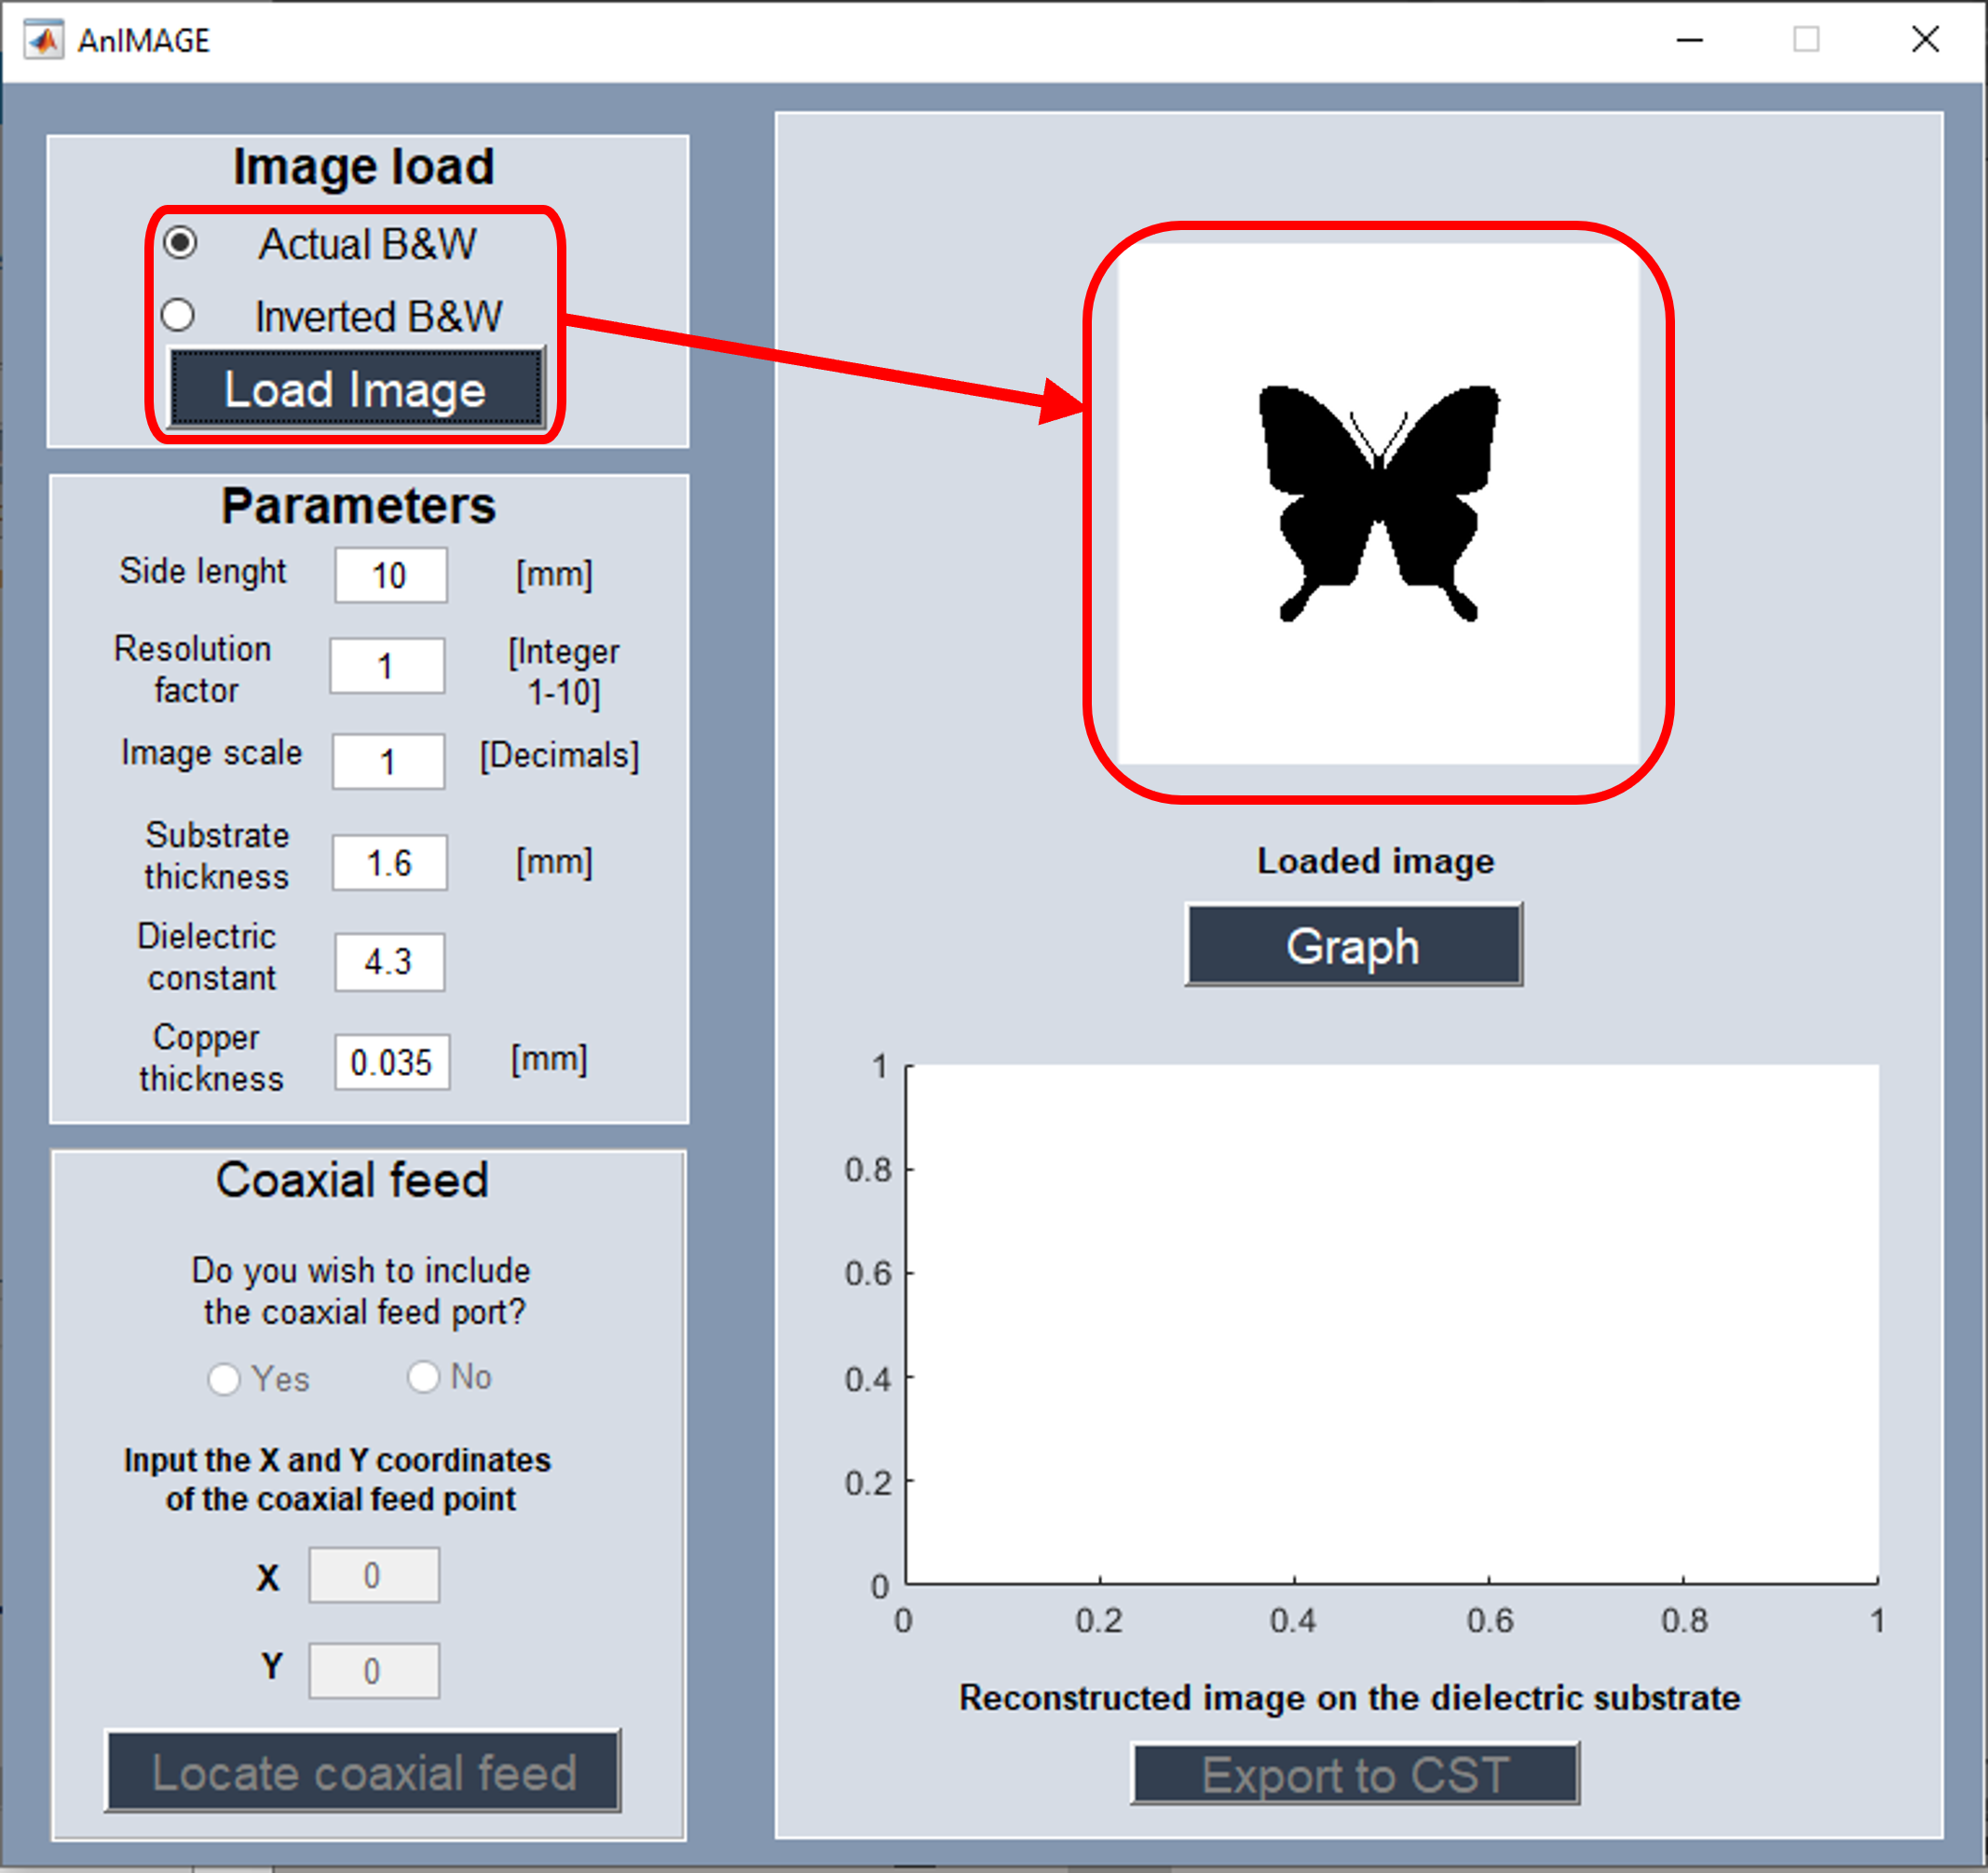 AnIMAGE
Image load
Actual B&W
Inverted B&W
Load Image
Parameters
Side lenght 10 [mm]
Resolution
factor
1
[Integer
1-10]
Image scale 1 [Decimals]
Substrate
thickness
1.6 [mm]
Dielectric
constant
4.3
Copper
thickness
0.035 [mm]
Coaxial feed
Do you wish to include
the coaxial feed port?
Yes No
Input the X and Y coordinates
of the coaxial feed point
X 0
Y 0
Locate coaxial feed
Loaded image
Graph
1
0.8
0.6
0.4
0.2
0
0 0.2 0.4 0.6 0.8 1
Reconstructed image on the dielectric substrate
Export to CST